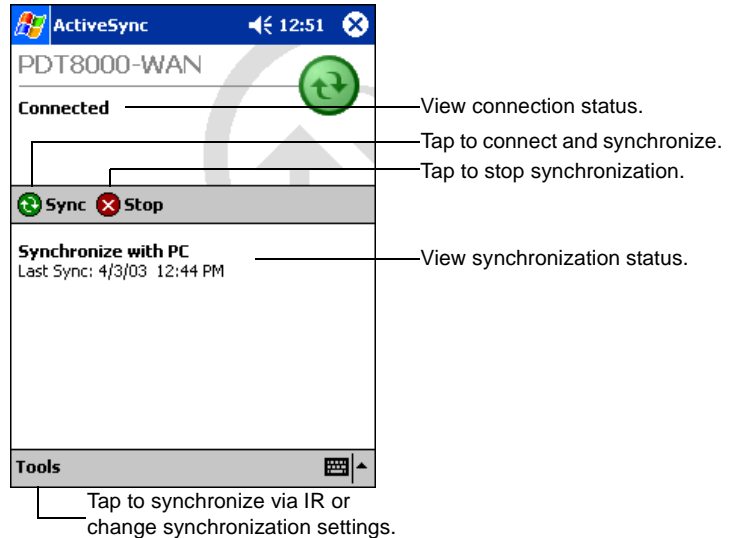 ActiveSync 12:51
PDT8000-WAN
Connected
View connection status.
Tap to connect and synchronize.
Tap to stop synchronization.
Sync Stop
Synchronize with PC
Last Sync: 4/3/03 12:44 PM
View synchronization status.
Tools
Tap to synchronize via IR or
change synchronization settings.